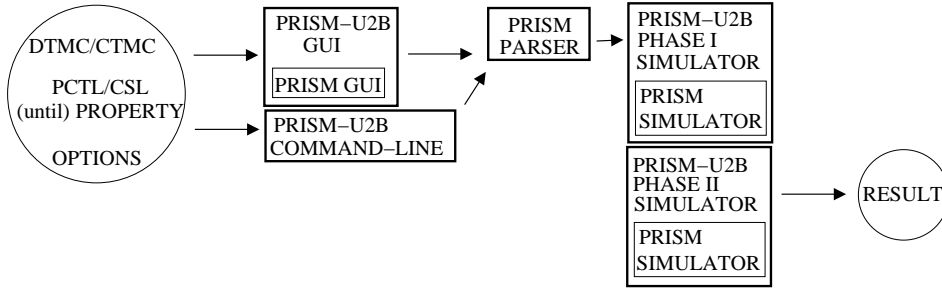 DTMC/CTMC
PCTL/CSL
(until) PROPERTY
OPTIONS
PRISM−U2B
GUI
PRISM GUI
PRISM−U2B
COMMAND−LINE
PRISM
PARSER
PRISM−U2B
PHASE I
SIMULATOR
PRISM
SIMULATOR
PRISM−U2B
PHASE II
SIMULATOR
PRISM
SIMULATOR
RESULT